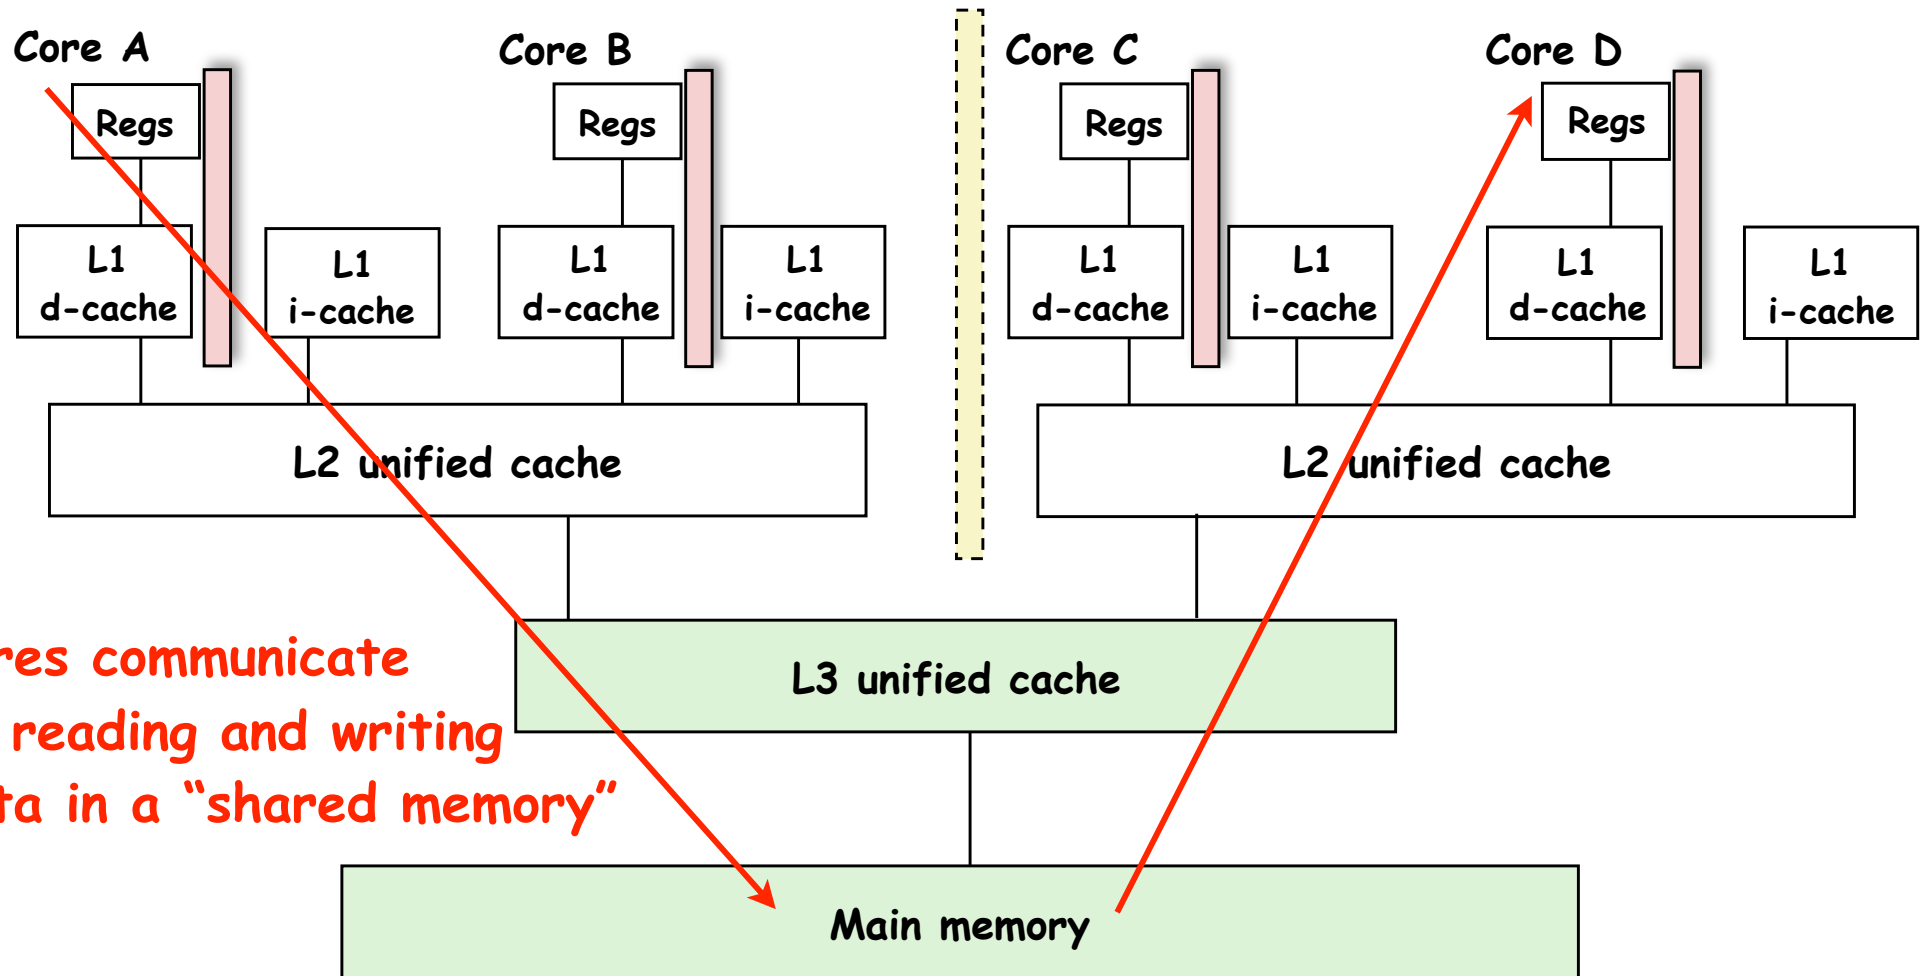 Core A
Core B
Core C
Core D
Regs
Regs
Regs
Regs
L1
d-cache
L1
i-cache
L1
d-cache
L1
i-cache
L1
d-cache
L1
i-cache
L1
d-cache
L1
i-cache
L2 unified cache
L2 unified cache
L3 unified cache
res communicate
reading and writing
ta in a “shared memory”
Main memory